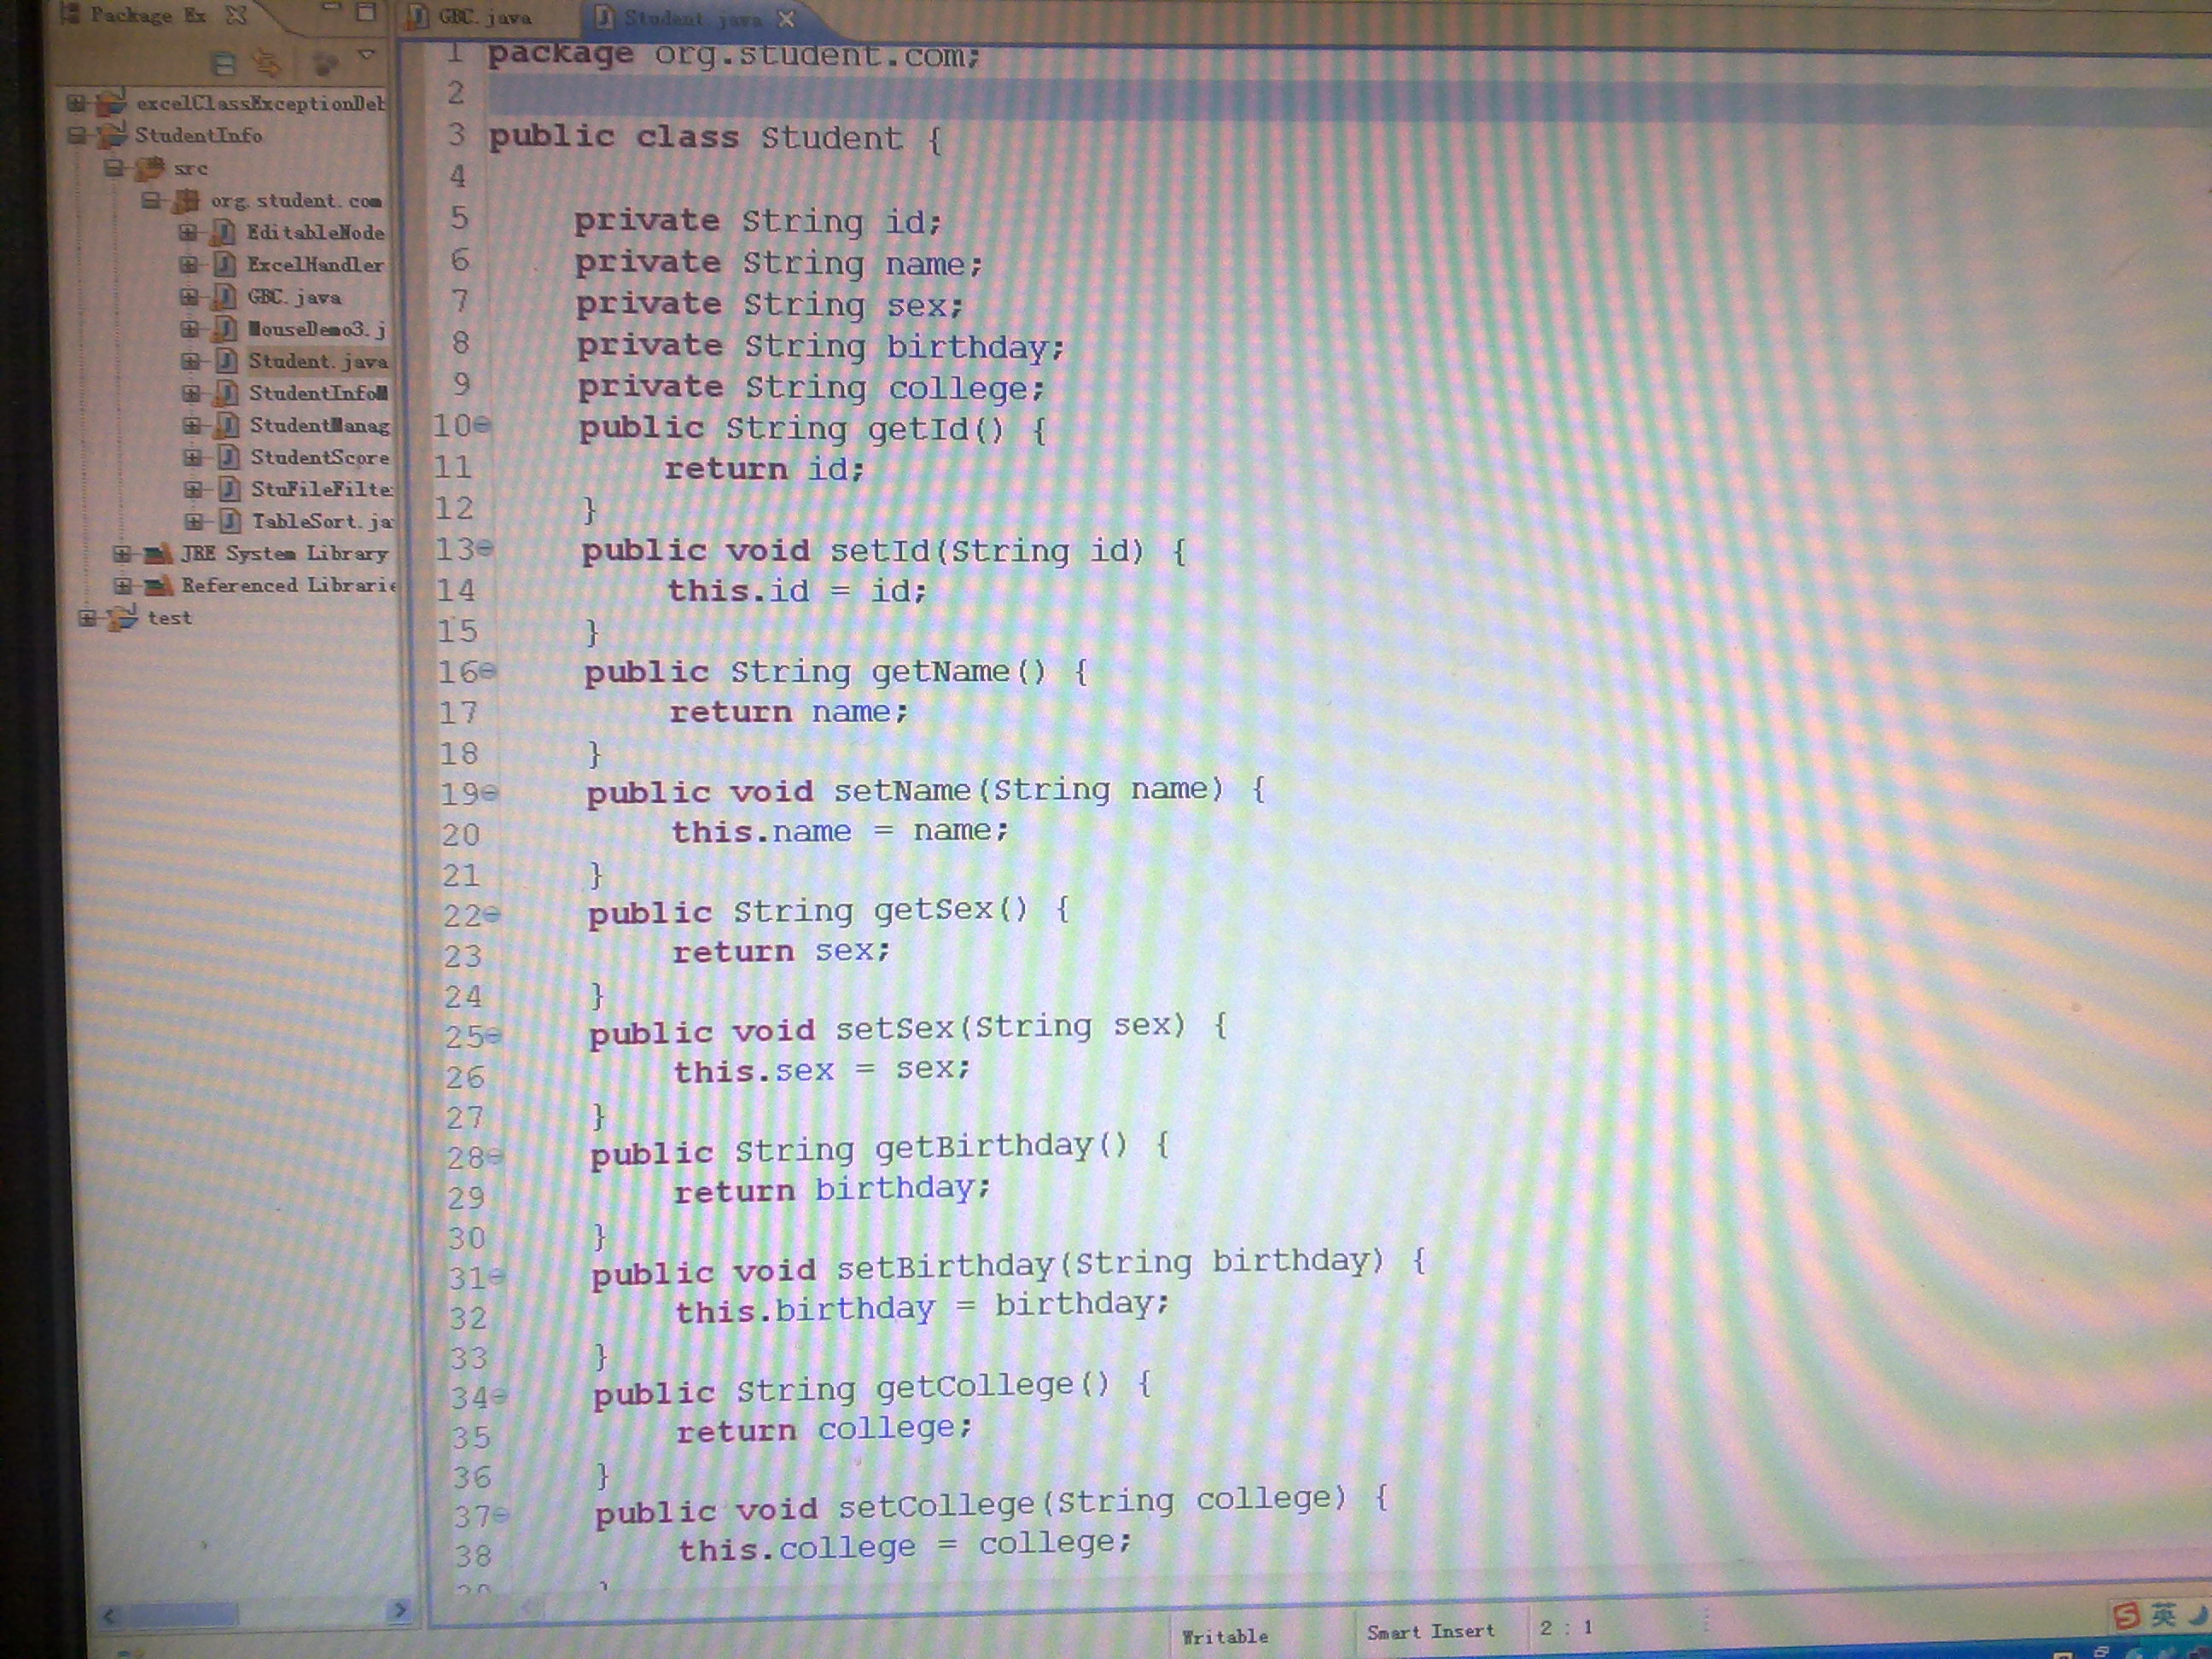 Package Ex
GBC.java
Student.java
excelClassExceptionDeb
StudentInfo
src
org.student.com
EditableNode
ExcelHandler
GBC.java
MouseDemo3.j
Student.java
StudentInfoM
StudentManag
StudentScore
StuFileFilte
TableSort.ja
JRE System Library
Referenced Librarie
test
1 package org.student.com;
2
3 public class Student {
4
5 private String id;
6 private String name;
7 private String sex;
8 private String birthday;
9 private String college;
10 public String getId() {
11 return id;
12 }
13 public void setId(String id) {
14 this.id = id;
15 }
16 public String getName() {
17 return name;
18 }
19 public void setName(String name) {
20 this.name = name;
21 }
22 public String getSex() {
23 return sex;
24 }
25 public void setSex(String sex) {
26 this.sex = sex;
27 }
28 public String getBirthday() {
29 return birthday;
30 }
31 public void setBirthday(String birthday) {
32 this.birthday = birthday;
33 }
34 public String getCollege() {
35 return college;
36 }
37 public void setCollege(String college) {
38 this.college = college;
Writable
Smart Insert
2 : 1
S 英